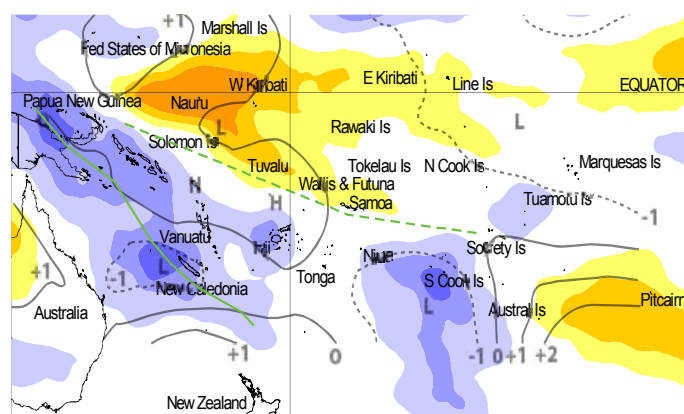 +1
Marshall Is
Fed States of Micronesia
W Kiribati
E Kiribati
Line Is
EQUATOR
Papua New Guinea
Nauru
L
Solomon Is
Rawaki Is
L
Tuvalu
Tokelau Is
N Cook Is
Marquesas Is
H
Wallis & Futuna
H
Samoa
Tuamotu Is
-1
Vanuatu
Fiji
Niue
Society Is
+1
-1
L
Tonga
New Caledonia
S Cook Is
Australia
L
Austral Is
Pitcairn
+1
0
-1
0
+1
+2
New Zealand